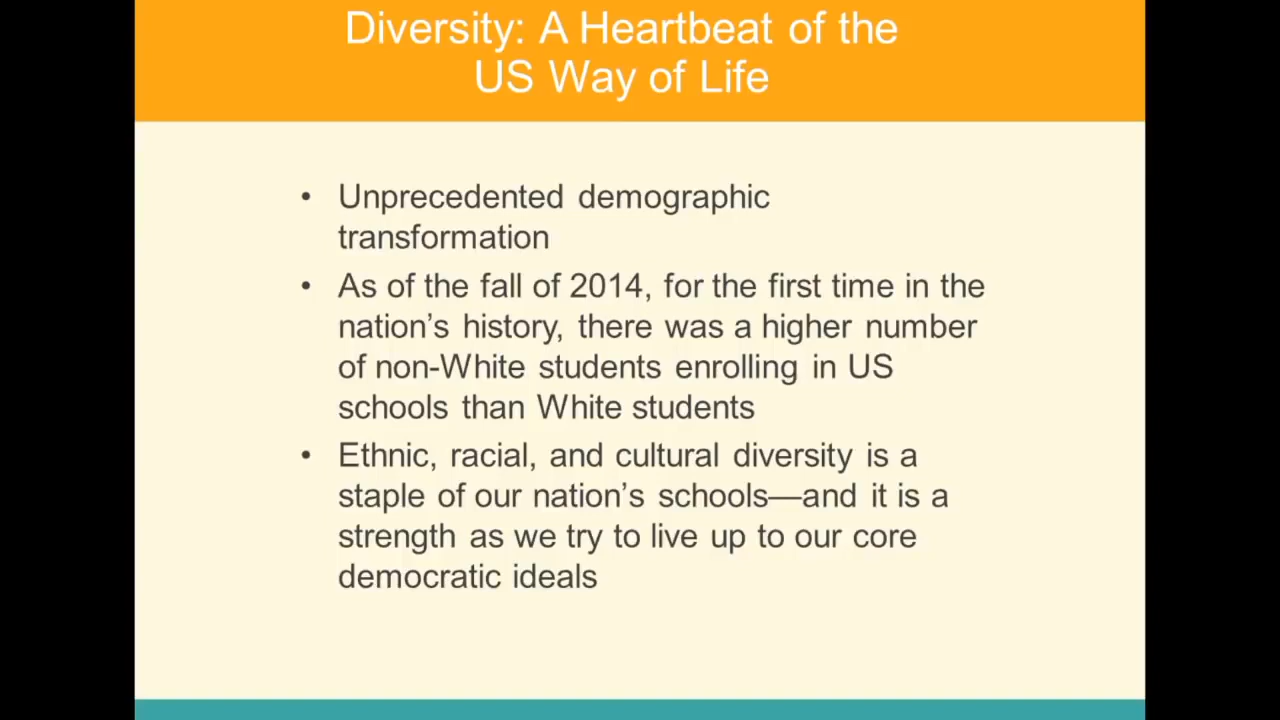 Diversity: A Heartbeat of the
US Way of Life
• Unprecedented demographic
transformation
• As of the fall of 2014, for the first time in the
nation’s history, there was a higher number
of non-White students enrolling in US
schools than White students
• Ethnic, racial, and cultural diversity is a
staple of our nation’s schools—and it is a
strength as we try to live up to our core
democratic ideals